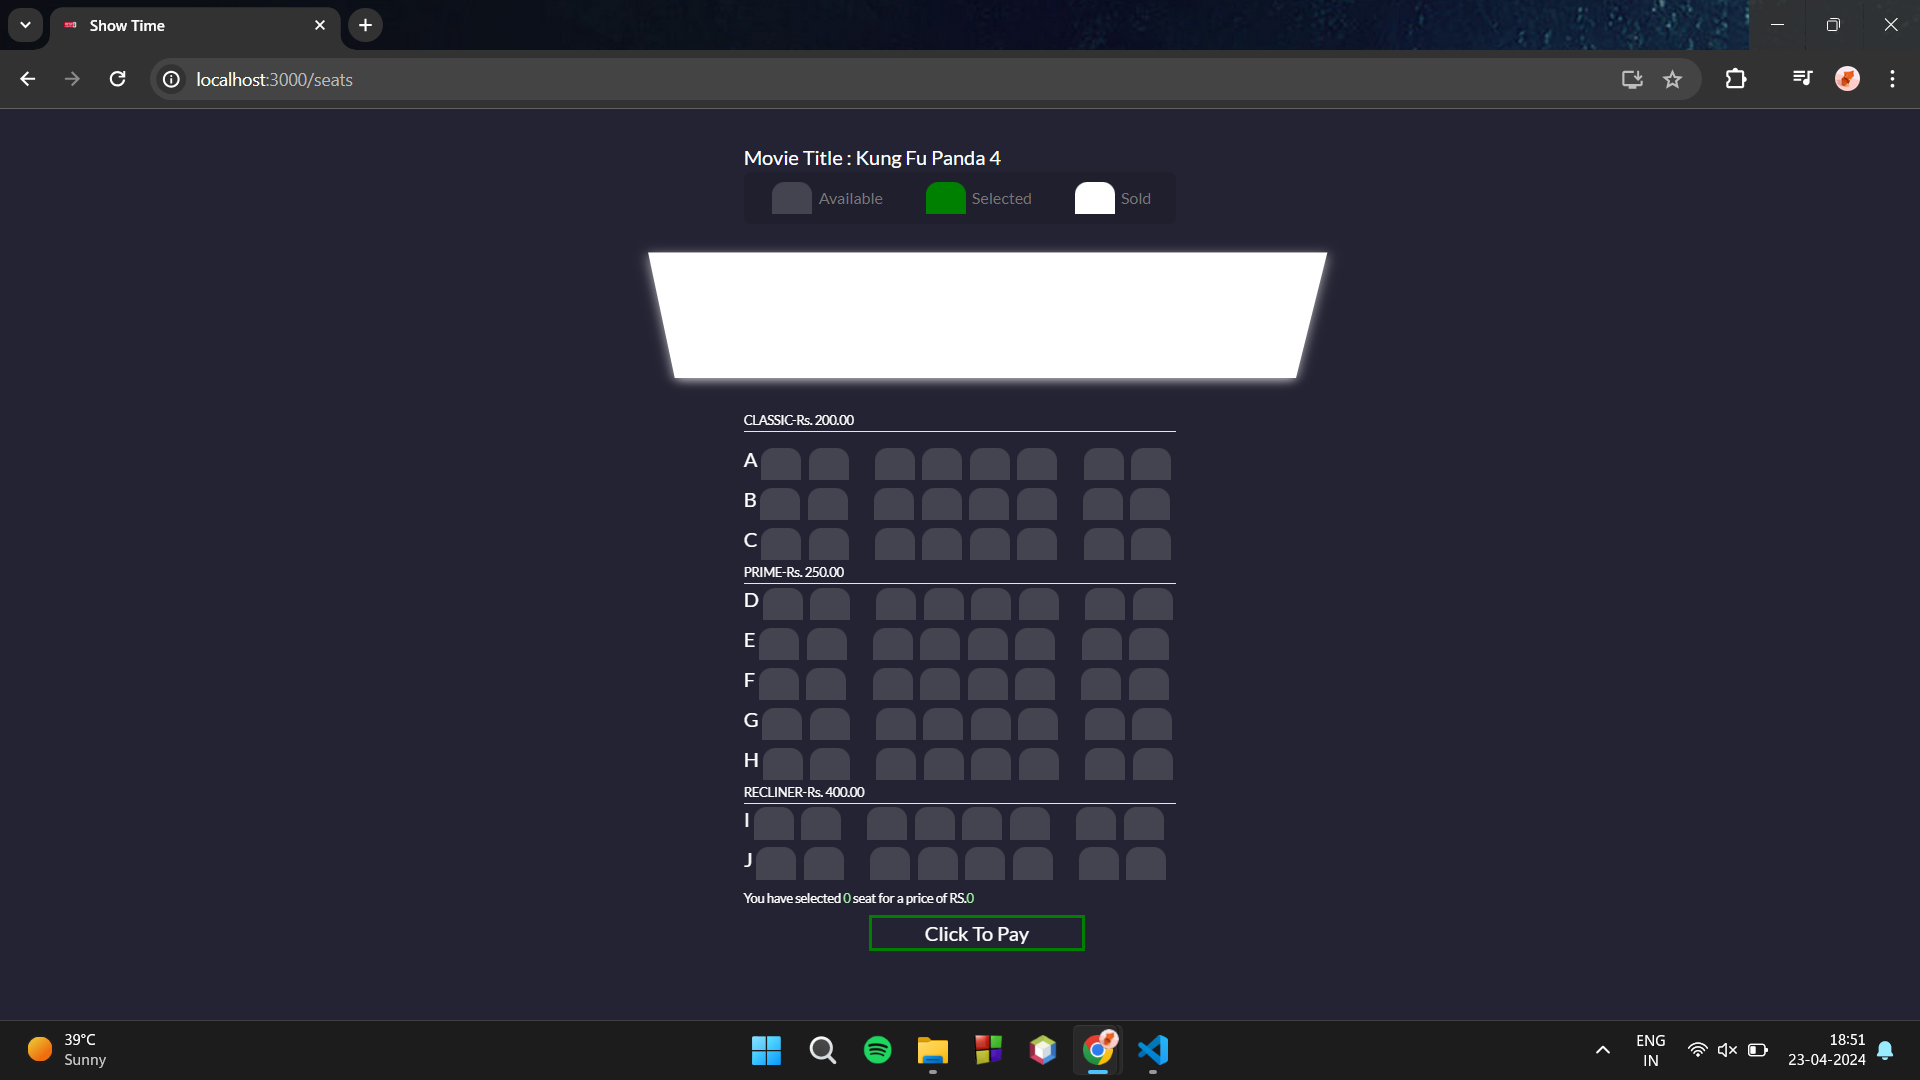 Show Time
localhost:3000/seats
Movie Title : Kung Fu Panda 4
Available Selected Sold
CLASSIC-Rs. 200.00
A
B
C
PRIME-Rs. 250.00
D
E
F
G
H
RECLINER-Rs. 400.00
I
J
You have selected 0 seat for a price of RS.0
Click To Pay
39°C
Sunny
ENG
IN
18:51
23-04-2024